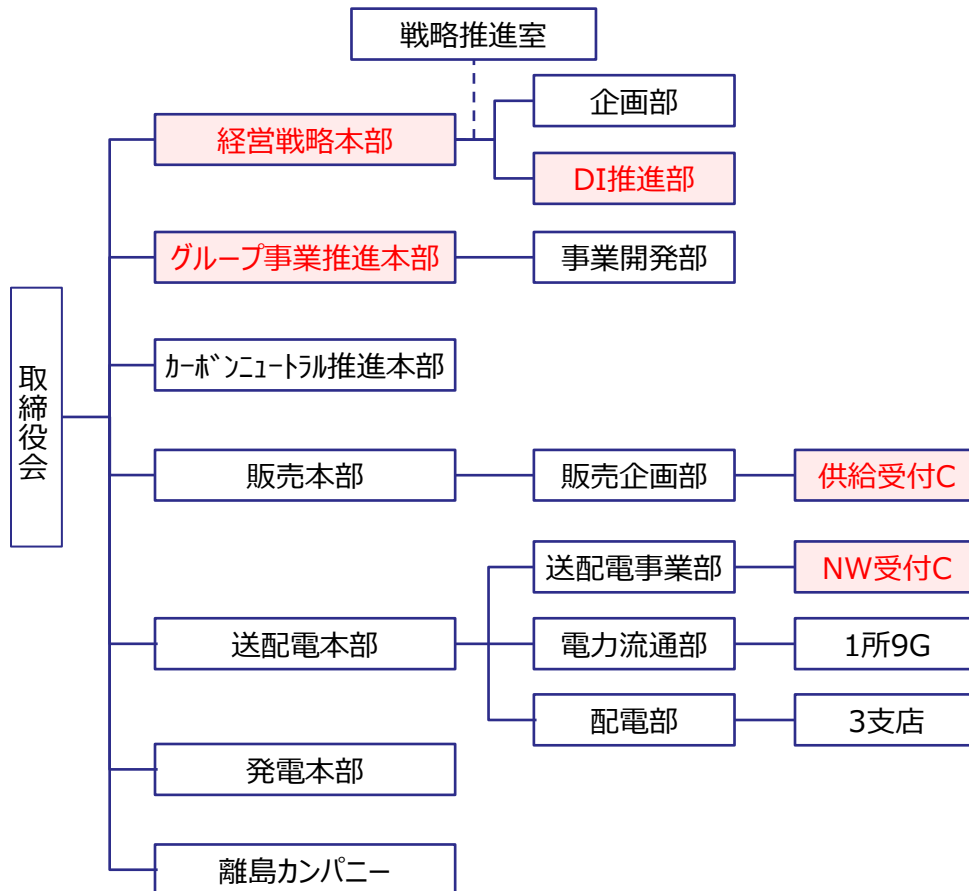 戦略推進室
企画部
経営戦略本部
DI推進部
グループ事業推進本部
事業開発部
取締役会
ｶｰﾎﾞﾝﾆｭｰﾄﾗﾙ推進本部
販売本部
販売企画部
供給受付C
送配電事業部
NW受付C
送配電本部
電力流通部
1所9G
配電部
3支店
発電本部
離島カンパニー